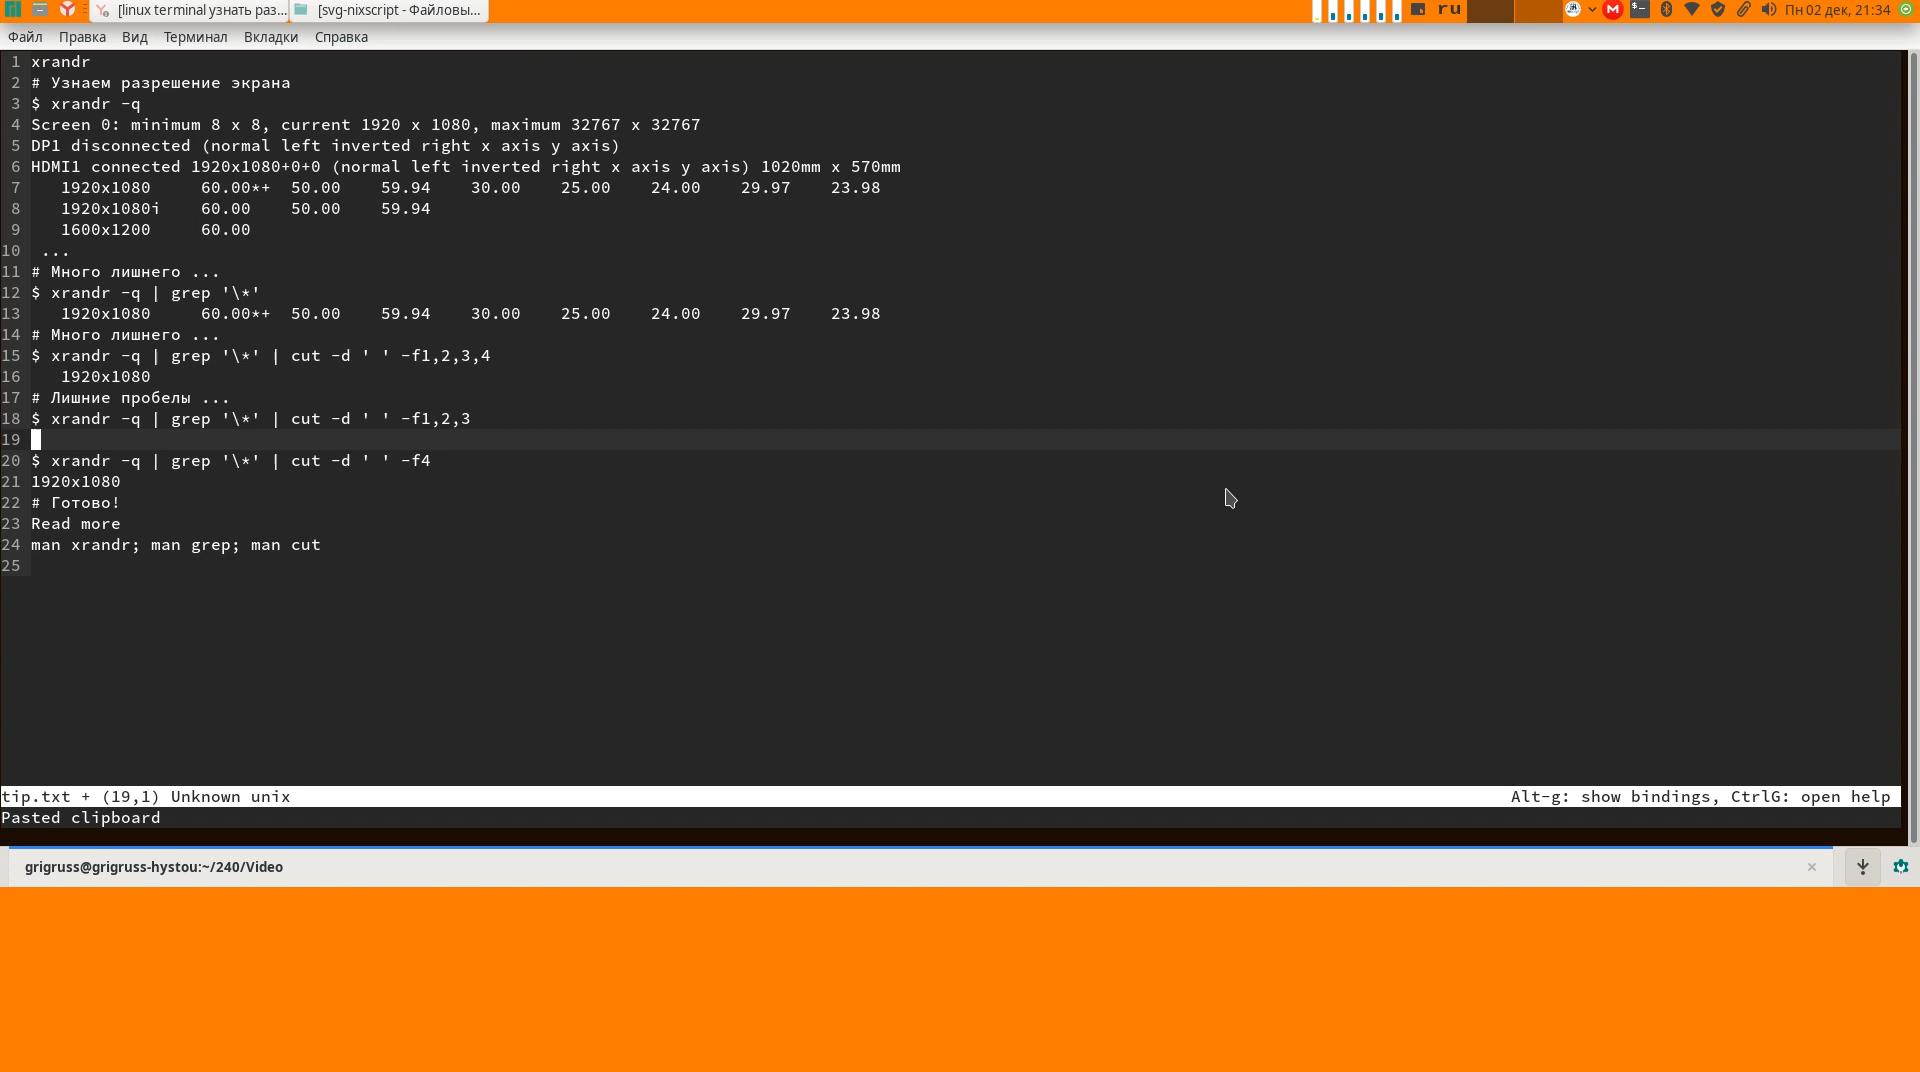 [linux terminal узнать раз... [svg-nixscript - Файловы... ru Пн 02 дек, 21:34
Файл Правка Вид Терминал Вкладки Справка
1 xrandr
2 # Узнаем разрешение экрана
3 $ xrandr -q
4 Screen 0: minimum 8 x 8, current 1920 x 1080, maximum 32767 x 32767
5 DP1 disconnected (normal left inverted right x axis y axis)
6 HDMI1 connected 1920x1080+0+0 (normal left inverted right x axis y axis) 1020mm x 570mm
7    1920x1080     60.00*+  50.00    59.94    30.00    25.00    24.00    29.97    23.98
8    1920x1080i    60.00    50.00    59.94
9    1600x1200     60.00
10  ...
11 # Много лишнего ...
12 $ xrandr -q | grep '\*'
13    1920x1080     60.00*+  50.00    59.94    30.00    25.00    24.00    29.97    23.98
14 # Много лишнего ...
15 $ xrandr -q | grep '\*' | cut -d ' ' -f1,2,3,4
16    1920x1080
17 # Лишние пробелы ...
18 $ xrandr -q | grep '\*' | cut -d ' ' -f1,2,3
19
20 $ xrandr -q | grep '\*' | cut -d ' ' -f4
21 1920x1080
22 # Готово!
23 Read more
24 man xrandr; man grep; man cut
25
tip.txt + (19,1) Unknown unix Alt-g: show bindings, CtrlG: open help
Pasted clipboard
grigruss@grigruss-hystou:~/240/Video